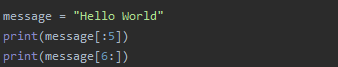 message = "Hello World"
print(message[:5])
print(message[6:])